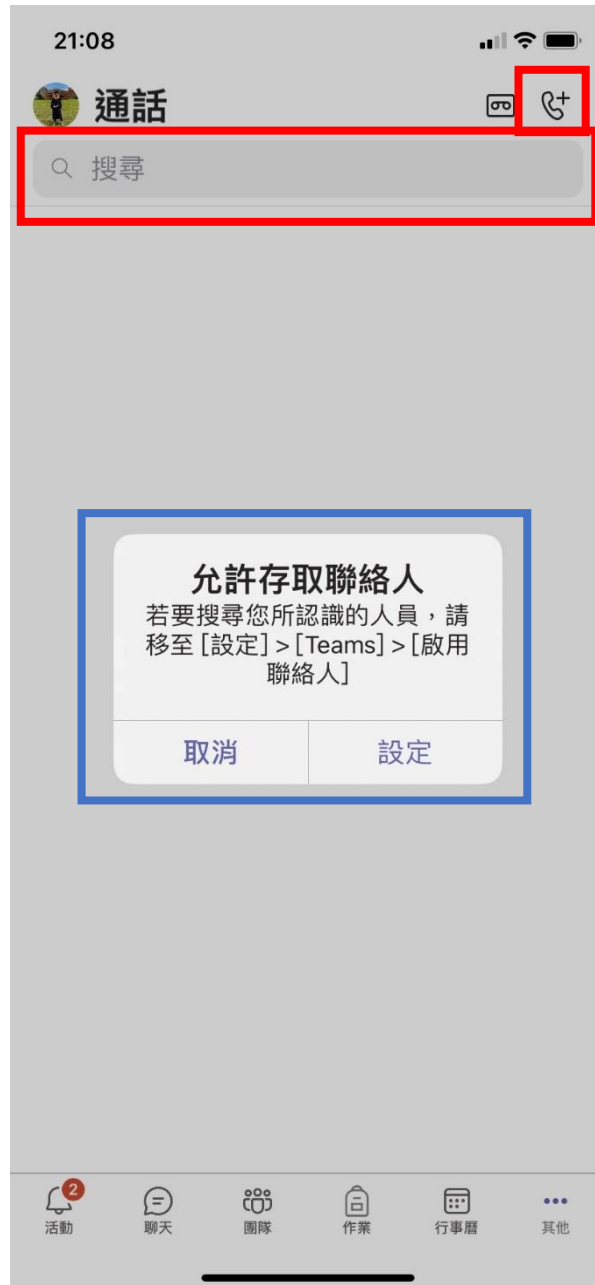 21:08
通話
搜尋
允許存取聯絡人
若要搜尋您所認識的人員，請
移至 [設定] > [Teams] > [啟用
聯絡人]
取消 設定
2
活動 聊天 團隊 作業 行事曆 其他